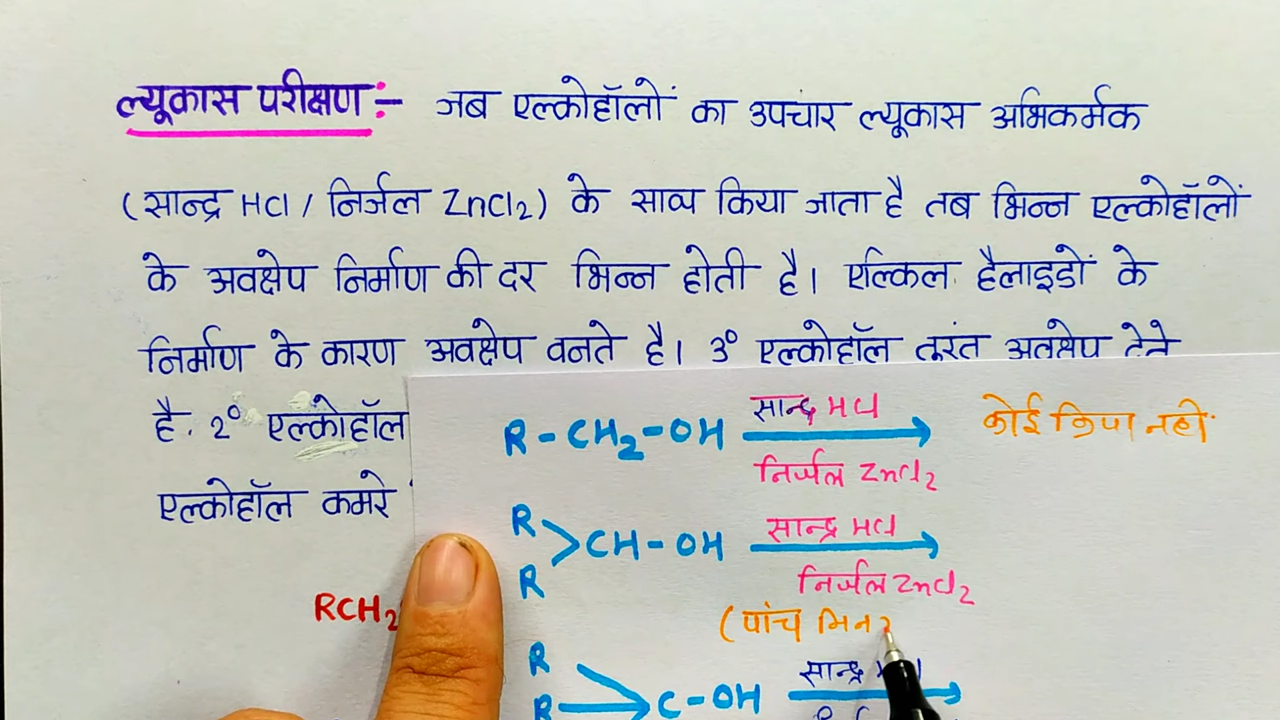 ल्यूकास परीक्षण :- जब एल्कोहॉलों का उपचार ल्यूकास अभिकर्मक
(सान्द्र HCl / निर्जल ZnCl₂) के साथ किया जाता है तब भिन्न एल्कोहॉलों
के अवक्षेप निर्माण की दर भिन्न होती है। एल्किल हैलाइडों के
निर्माण के कारण अवक्षेप बनते है। 3° एल्कोहॉल तुरंत अवक्षेप देते
है. 2° एल्कोहॉल
एल्कोहॉल कमरे
RCH₂
R - CH₂ - OH सान्द्र HCl निर्जल ZnCl₂ कोई क्रिया नहीं
R R CH - OH सान्द्र HCl निर्जल ZnCl₂
(पांच मिन
R R C - OH सान्द्र